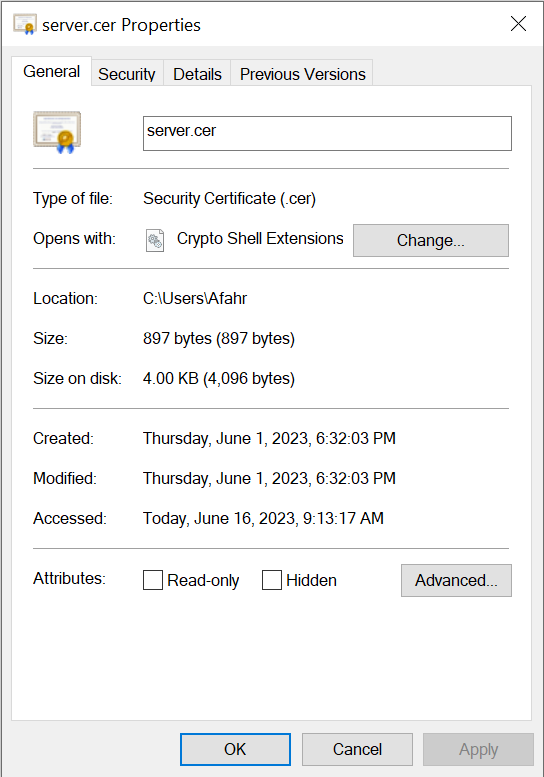 server.cer Properties
General Security Details Previous Versions
server.cer
Type of file: Security Certificate (.cer)
Opens with: Crypto Shell Extensions Change...
Location: C:\Users\Afahr
Size: 897 bytes (897 bytes)
Size on disk: 4.00 KB (4,096 bytes)
Created: Thursday, June 1, 2023, 6:32:03 PM
Modified: Thursday, June 1, 2023, 6:32:03 PM
Accessed: Today, June 16, 2023, 9:13:17 AM
Attributes: Read-only Hidden Advanced...
OK Cancel Apply